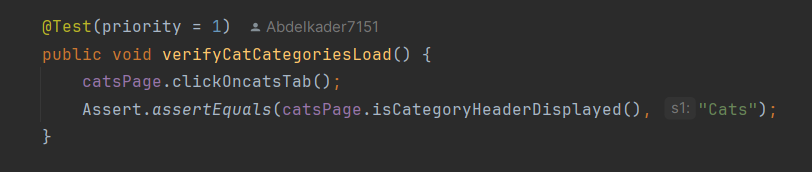 @Test(priority = 1) Abdelkader7151
public void verifyCatCategoriesLoad() {
catsPage.clickOncatsTab();
Assert.assertEquals(catsPage.isCategoryHeaderDisplayed(), s1: "Cats");
}